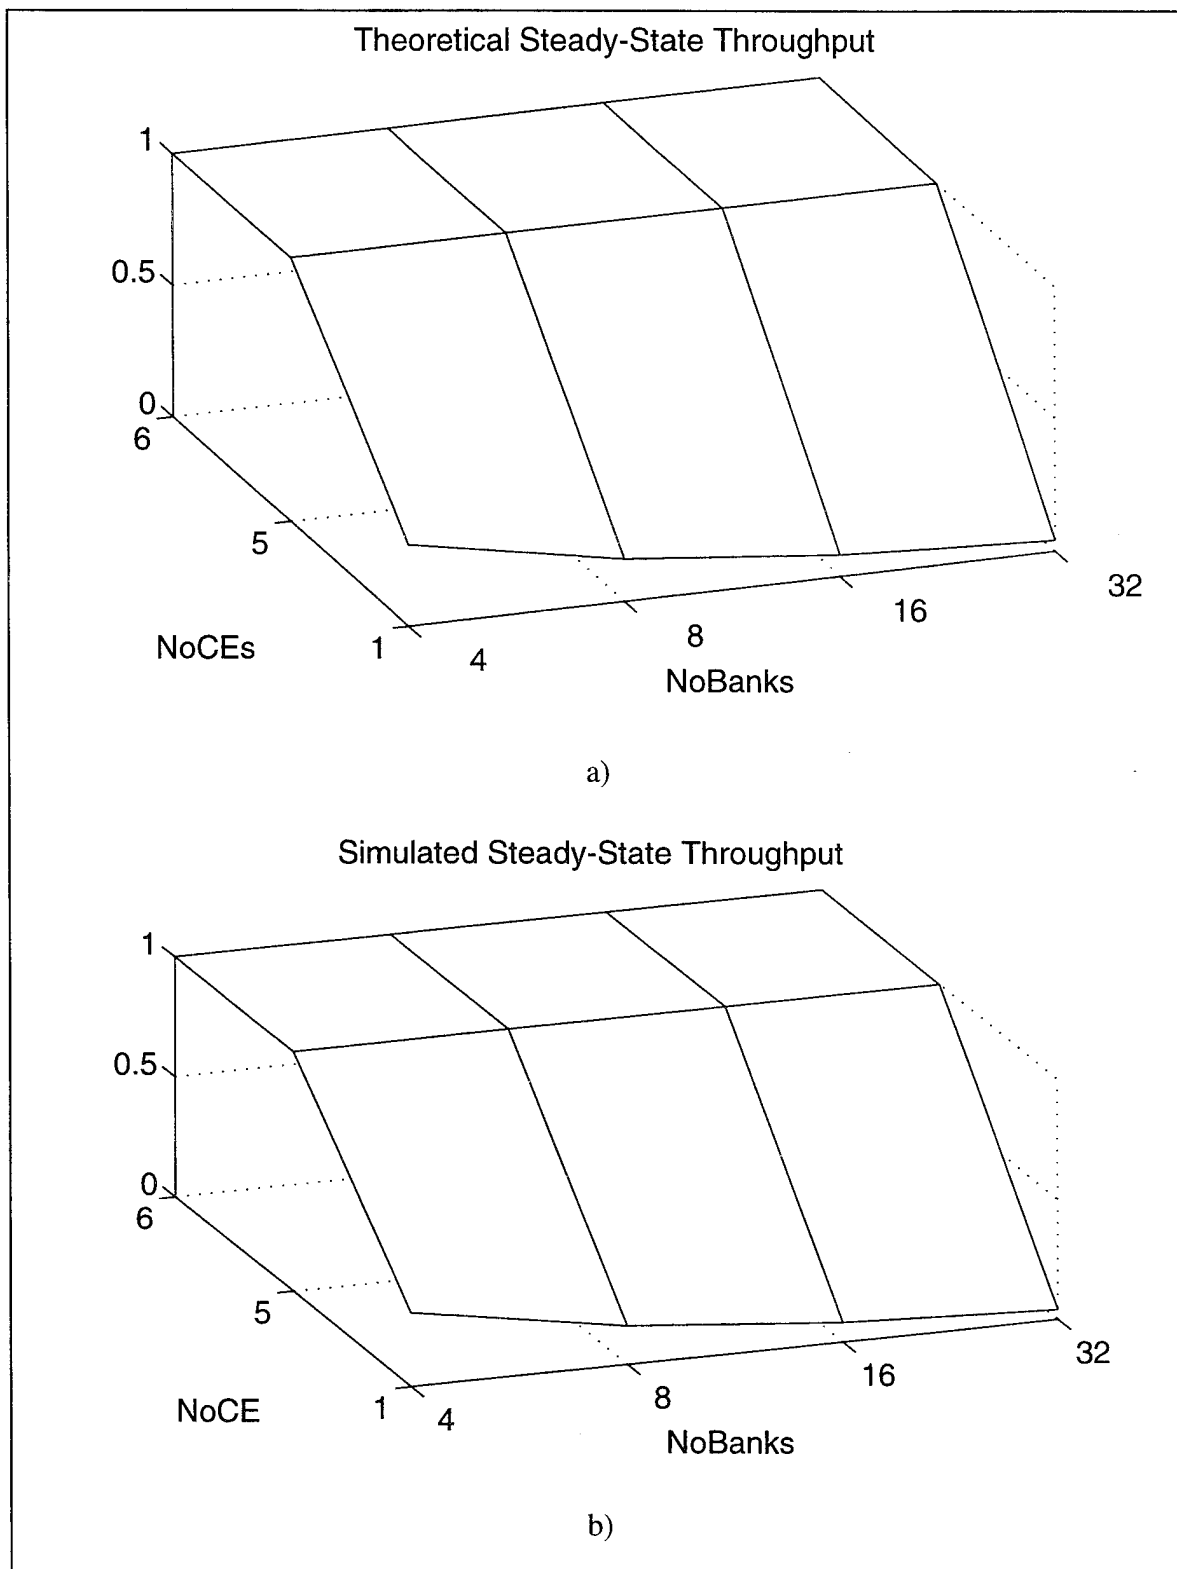 Theoretical Steady-State Throughput
1
0.5
0
6
5
1
4
8
16
32
NoCEs
NoBanks
a)
Simulated Steady-State Throughput
1
0.5
0
6
5
1
4
8
16
32
NoCE
NoBanks
b)